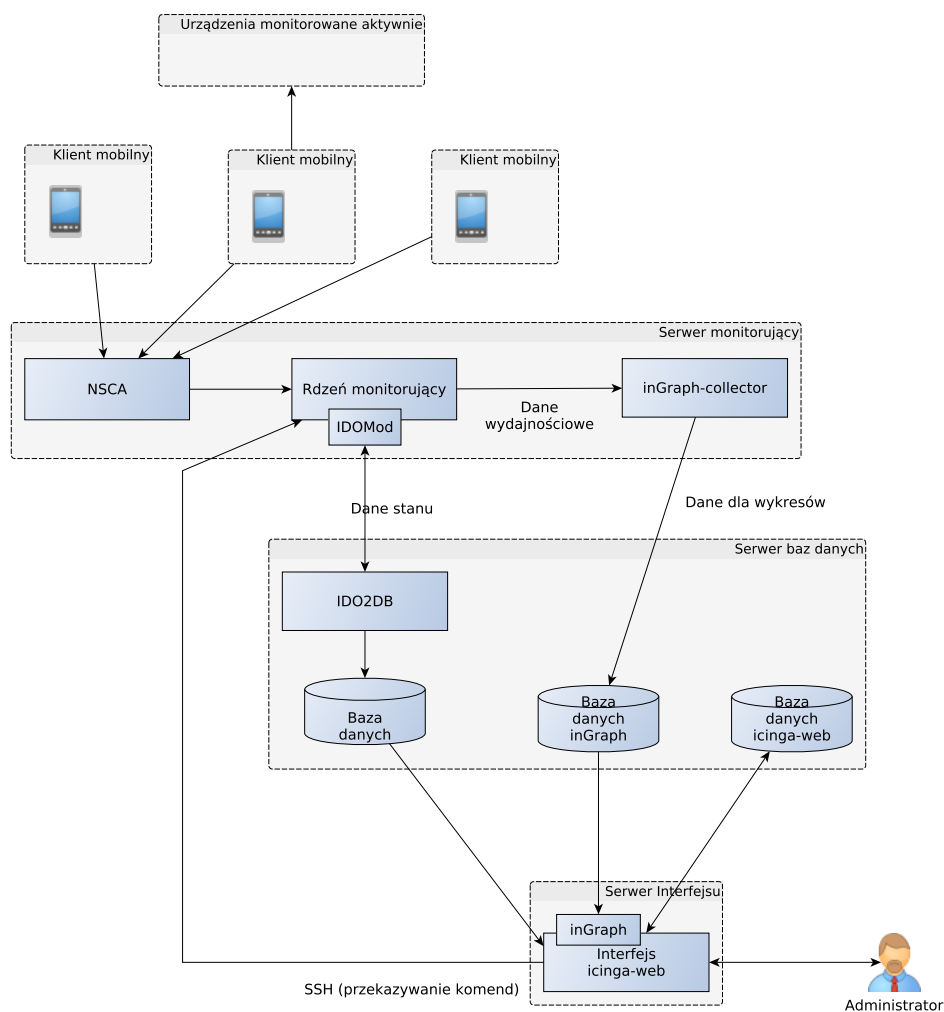 Urządzenia monitorowane aktywnie
Klient mobilny
Klient mobilny
Klient mobilny
Serwer monitorujący
NSCA
Rdzeń monitorujący
inGraph-collector
IDOMod
Dane
wydajnościowe
Dane stanu
Dane dla wykresów
Serwer baz danych
IDO2DB
Baza
danych
Baza
danych
inGraph
Baza
danych
icinga-web
Serwer Interfejsu
inGraph
Interfejs
icinga-web
SSH (przekazywanie komend)
Administrator